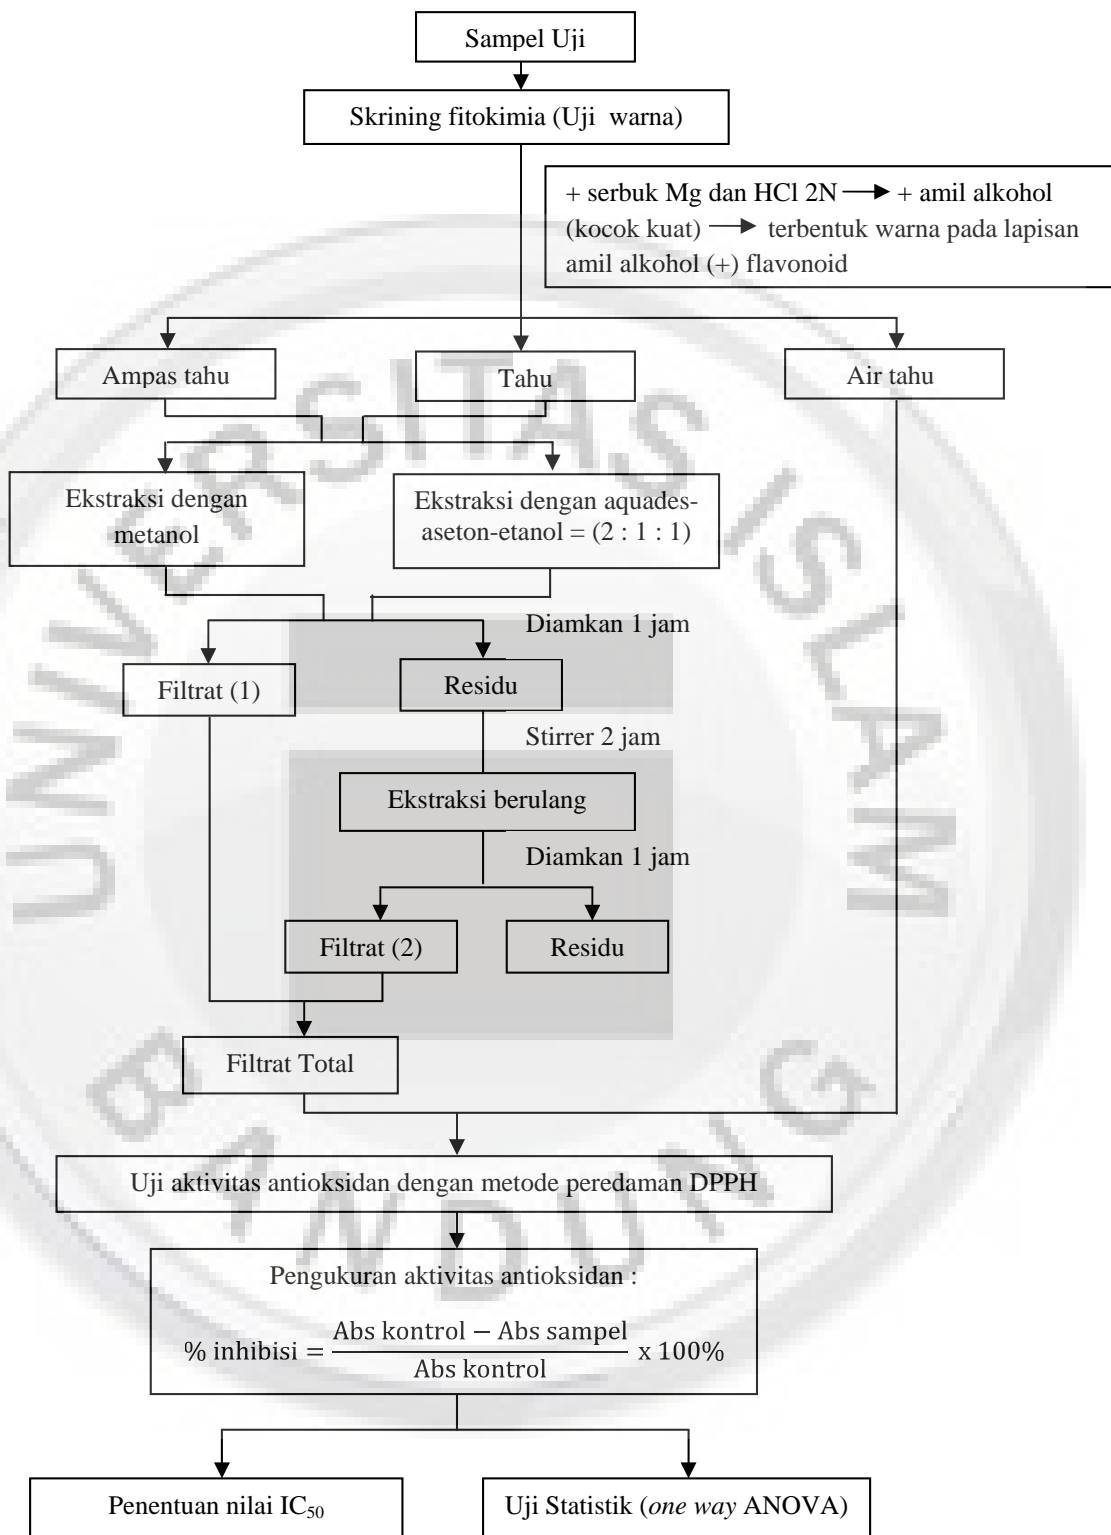 Sampel Uji
Skrining fitokimia (Uji warna)
+ serbuk Mg dan HCl 2N → + amil alkohol
(kocok kuat) → terbentuk warna pada lapisan
amil alkohol (+) flavonoid
Ampas tahu
Tahu
Air tahu
Ekstraksi dengan
metanol
Ekstraksi dengan aquades-
aseton-etanol = (2 : 1 : 1)
Diamkan 1 jam
Filtrat (1)
Residu
Stirrer 2 jam
Ekstraksi berulang
Diamkan 1 jam
Filtrat (2)
Residu
Filtrat Total
Uji aktivitas antioksidan dengan metode peredaman DPPH
Pengukuran aktivitas antioksidan :
% inhibisi = (Abs kontrol − Abs sampel) / Abs kontrol x 100%
Penentuan nilai IC₅₀
Uji Statistik (one way ANOVA)
UNIVERSITAS ISLAM
BANDUNG